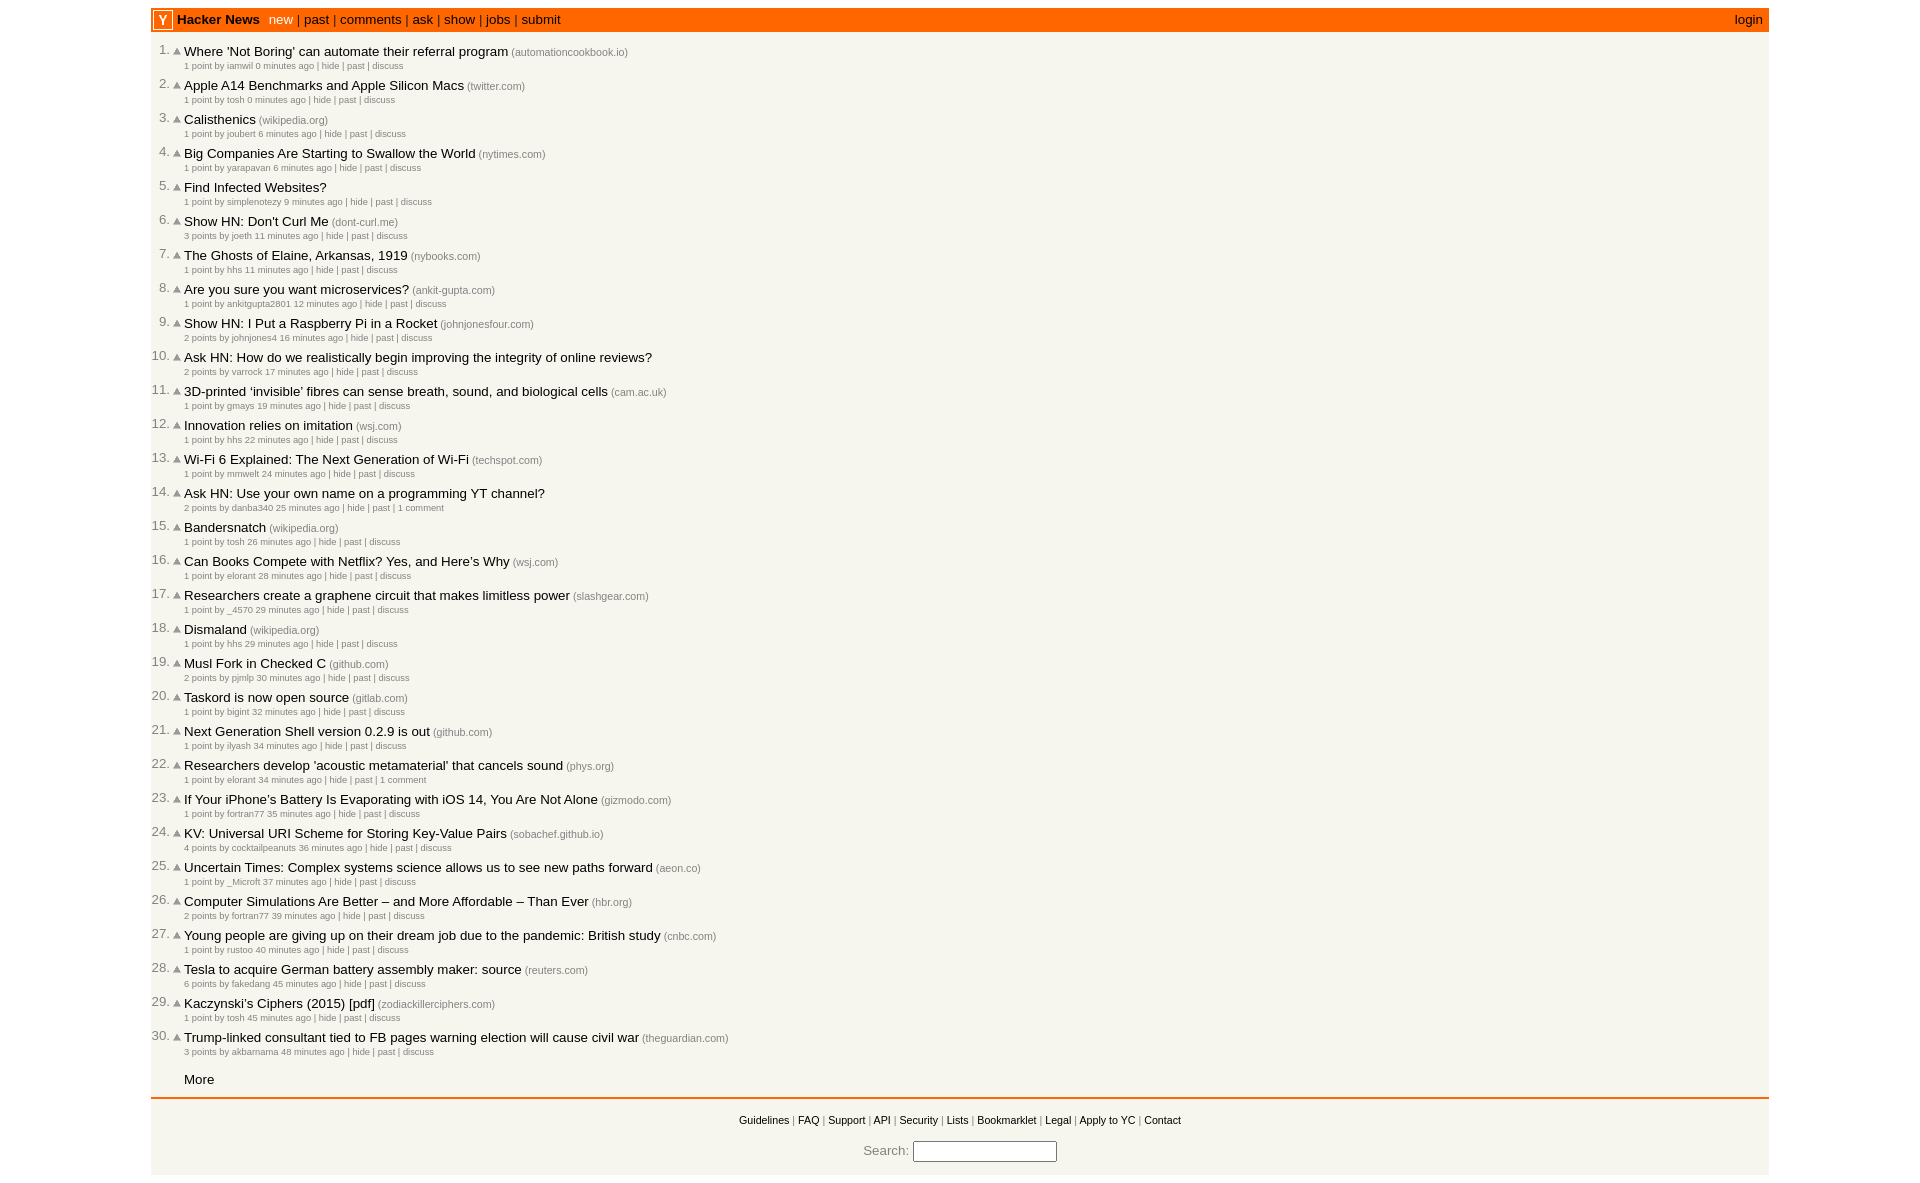 Y Hacker News new | past | comments | ask | show | jobs | submit login
1. Where 'Not Boring' can automate their referral program (automationcookbook.io)
1 point by iamwil 0 minutes ago | hide | past | discuss
2. Apple A14 Benchmarks and Apple Silicon Macs (twitter.com)
1 point by tosh 0 minutes ago | hide | past | discuss
3. Calisthenics (wikipedia.org)
1 point by joubert 6 minutes ago | hide | past | discuss
4. Big Companies Are Starting to Swallow the World (nytimes.com)
1 point by yarapavan 6 minutes ago | hide | past | discuss
5. Find Infected Websites?
1 point by simplenotezy 9 minutes ago | hide | past | discuss
6. Show HN: Don't Curl Me (dont-curl.me)
3 points by joeth 11 minutes ago | hide | past | discuss
7. The Ghosts of Elaine, Arkansas, 1919 (nybooks.com)
1 point by hhs 11 minutes ago | hide | past | discuss
8. Are you sure you want microservices? (ankit-gupta.com)
1 point by ankitgupta2801 12 minutes ago | hide | past | discuss
9. Show HN: I Put a Raspberry Pi in a Rocket (johnjonesfour.com)
2 points by johnjones4 16 minutes ago | hide | past | discuss
10. Ask HN: How do we realistically begin improving the integrity of online reviews?
2 points by varrock 17 minutes ago | hide | past | discuss
11. 3D-printed ‘invisible’ fibres can sense breath, sound, and biological cells (cam.ac.uk)
1 point by gmays 19 minutes ago | hide | past | discuss
12. Innovation relies on imitation (wsj.com)
1 point by hhs 22 minutes ago | hide | past | discuss
13. Wi-Fi 6 Explained: The Next Generation of Wi-Fi (techspot.com)
1 point by mmwelt 24 minutes ago | hide | past | discuss
14. Ask HN: Use your own name on a programming YT channel?
2 points by danba340 25 minutes ago | hide | past | 1 comment
15. Bandersnatch (wikipedia.org)
1 point by tosh 26 minutes ago | hide | past | discuss
16. Can Books Compete with Netflix? Yes, and Here’s Why (wsj.com)
1 point by elorant 28 minutes ago | hide | past | discuss
17. Researchers create a graphene circuit that makes limitless power (slashgear.com)
1 point by _4570 29 minutes ago | hide | past | discuss
18. Dismaland (wikipedia.org)
1 point by hhs 29 minutes ago | hide | past | discuss
19. Musl Fork in Checked C (github.com)
2 points by pjmlp 30 minutes ago | hide | past | discuss
20. Taskord is now open source (gitlab.com)
1 point by bigint 32 minutes ago | hide | past | discuss
21. Next Generation Shell version 0.2.9 is out (github.com)
1 point by ilyash 34 minutes ago | hide | past | discuss
22. Researchers develop 'acoustic metamaterial' that cancels sound (phys.org)
1 point by elorant 34 minutes ago | hide | past | 1 comment
23. If Your iPhone’s Battery Is Evaporating with iOS 14, You Are Not Alone (gizmodo.com)
1 point by fortran77 35 minutes ago | hide | past | discuss
24. KV: Universal URI Scheme for Storing Key-Value Pairs (sobachef.github.io)
4 points by cocktailpeanuts 36 minutes ago | hide | past | discuss
25. Uncertain Times: Complex systems science allows us to see new paths forward (aeon.co)
1 point by _Microft 37 minutes ago | hide | past | discuss
26. Computer Simulations Are Better – and More Affordable – Than Ever (hbr.org)
2 points by fortran77 39 minutes ago | hide | past | discuss
27. Young people are giving up on their dream job due to the pandemic: British study (cnbc.com)
1 point by rustoo 40 minutes ago | hide | past | discuss
28. Tesla to acquire German battery assembly maker: source (reuters.com)
6 points by fakedang 45 minutes ago | hide | past | discuss
29. Kaczynski’s Ciphers (2015) [pdf] (zodiackillerciphers.com)
1 point by tosh 45 minutes ago | hide | past | discuss
30. Trump-linked consultant tied to FB pages warning election will cause civil war (theguardian.com)
3 points by akbarnama 48 minutes ago | hide | past | discuss
More
Guidelines | FAQ | Support | API | Security | Lists | Bookmarklet | Legal | Apply to YC | Contact
Search: